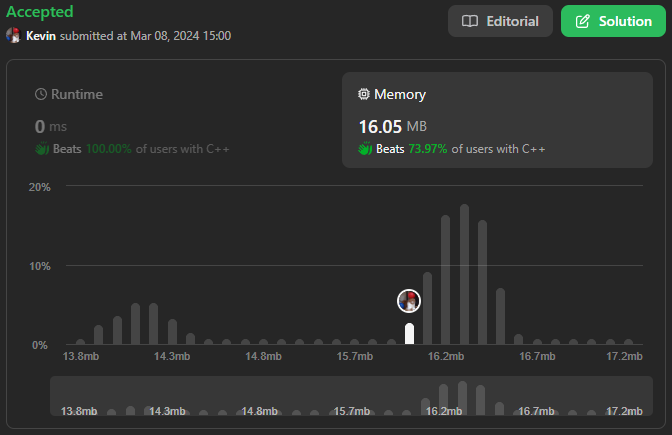 Accepted
Kevin submitted at Mar 08, 2024 15:00
Editorial
Solution
Runtime
0 ms
Beats 100.00% of users with C++
Memory
16.05 MB
Beats 73.97% of users with C++
20%
10%
0%
13.8mb 14.3mb 14.8mb 15.7mb 16.2mb 16.7mb 17.2mb
13.8mb 14.3mb 14.8mb 15.7mb 16.2mb 16.7mb 17.2mb